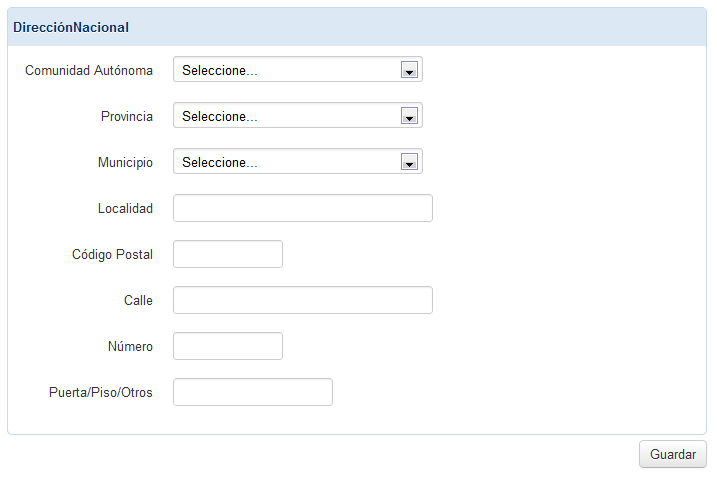 DirecciónNacional
Comunidad Autónoma Seleccione...
Provincia Seleccione...
Municipio Seleccione...
Localidad
Código Postal
Calle
Número
Puerta/Piso/Otros
Guardar